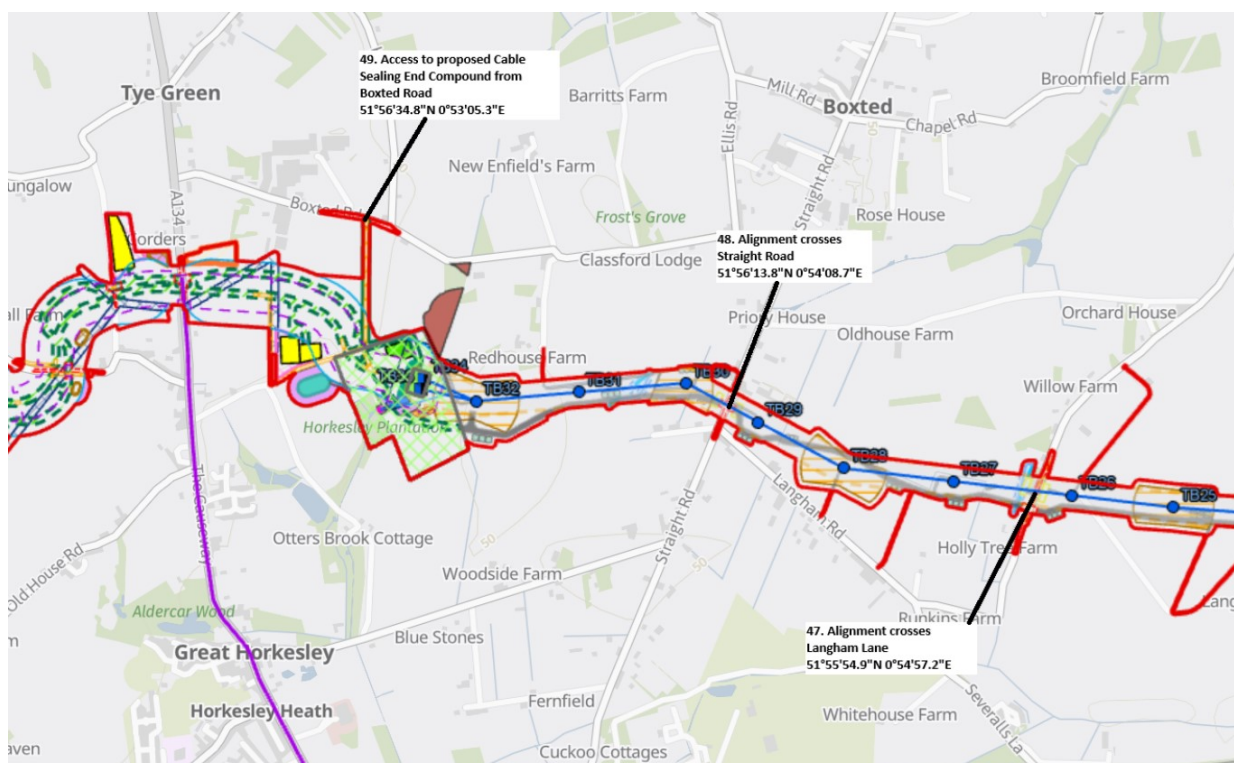 49. Access to proposed Cable
Sealing End Compound from
Boxted Road
51°56'34.8"N 0°53'05.3"E
Tye Green
Barritts Farm
Mill Rd
Boxted
Broomfield Farm
Chapel Rd
Ellis Rd
Straight Rd
New Enfield's Farm
A134
Frost's Grove
Rose House
48. Alignment crosses
Straight Road
51°56'13.8"N 0°54'08.7"E
Classford Lodge
Priory House
Oldhouse Farm
Orchard House
Redhouse Farm
Willow Farm
TB32
TB31
TB30
TB29
TB28
TB27
TB26
TB25
Horkesley Plantation
The Causeway
Langham Rd
Straight Rd
50
50
50
Otters Brook Cottage
Holly Tree Farm
Woodside Farm
Old House Rd
Aldercar Wood
Runkins Farm
Blue Stones
47. Alignment crosses
Langham Lane
51°55'54.9"N 0°54'57.2"E
Great Horkesley
Severalls La
Fernfield
Whitehouse Farm
Horkesley Heath
Cuckoo Cottages